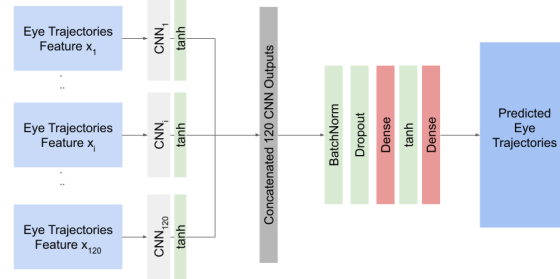 Eye Trajectories
Feature x1
CNN1
tanh
. .
..
Eye Trajectories
Feature xi
CNNi
tanh
. .
..
Eye Trajectories
Feature x120
CNN120
tanh
Concatenated 120 CNN Outputs
BatchNorm
Dropout
Dense
tanh
Dense
Predicted
Eye
Trajectories